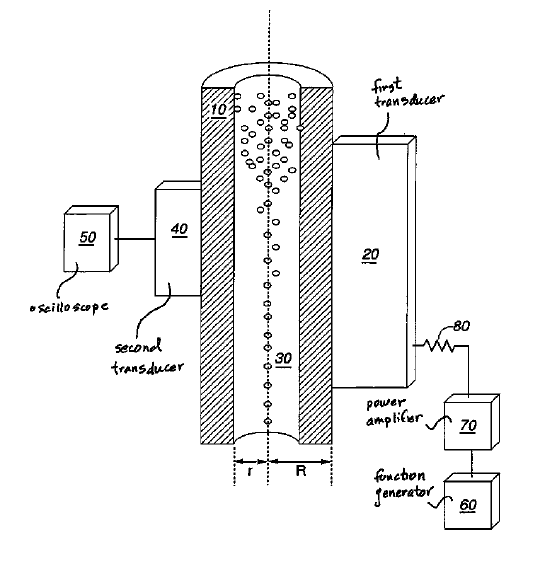 first
transducer
10
40
50
20
oscilloscope
second
transducer
30
80
power
amplifier
70
r
R
function
generator
60